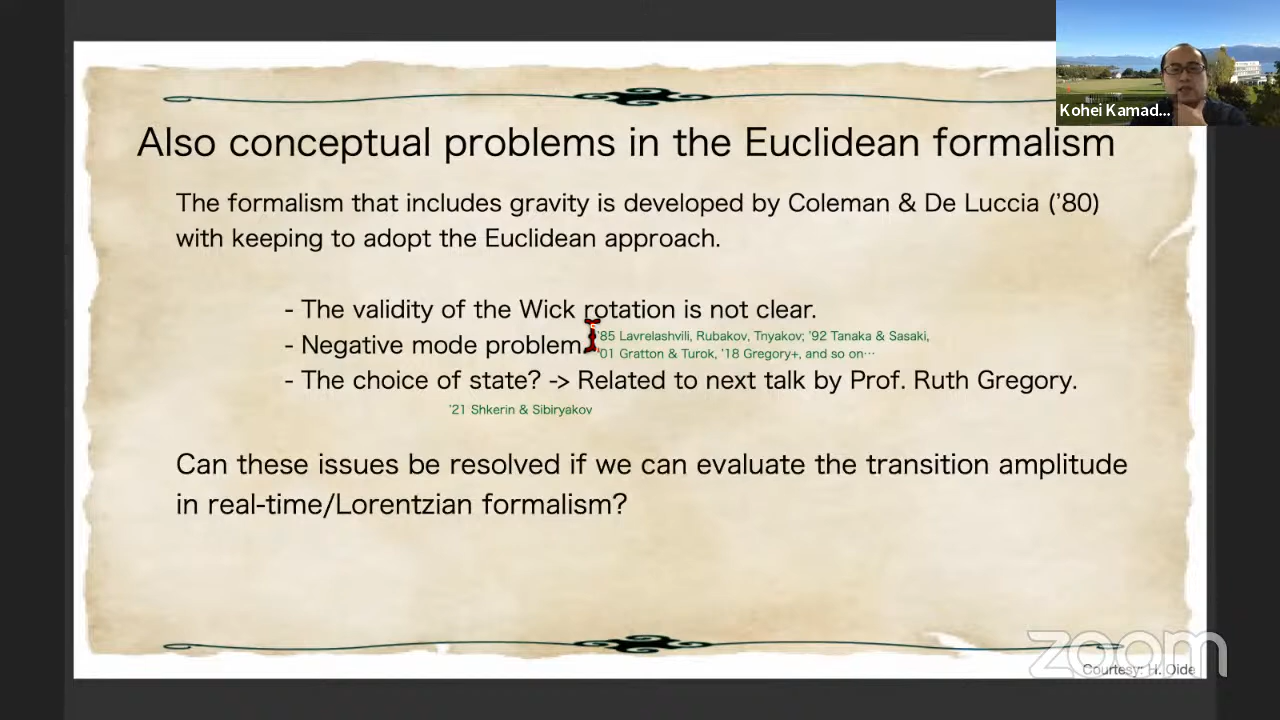 Also conceptual problems in the Euclidean formalism
The formalism that includes gravity is developed by Coleman & De Luccia ('80)
with keeping to adopt the Euclidean approach.
- The validity of the Wick rotation is not clear.
- Negative mode problem.
'85 Lavrelashvili, Rubakov, Tnyakov; '92 Tanaka & Sasaki,
'01 Gratton & Turok, '18 Gregory+, and so on…
- The choice of state? -> Related to next talk by Prof. Ruth Gregory.
'21 Shkerin & Sibiryakov
Can these issues be resolved if we can evaluate the transition amplitude
in real-time/Lorentzian formalism?
Kohei Kamad...
zoom
Courtesy: H. Oide